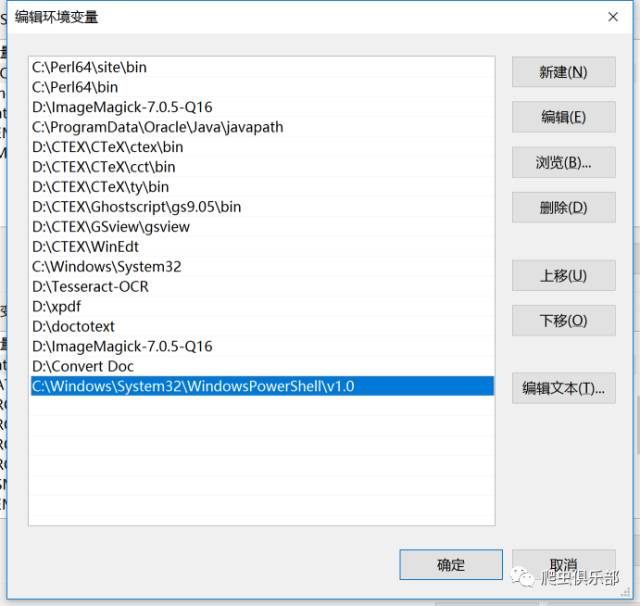 编辑环境变量
C:\Perl64\site\bin
C:\Perl64\bin
D:\ImageMagick-7.0.5-Q16
C:\ProgramData\Oracle\Java\javapath
D:\CTEX\CTeX\ctex\bin
D:\CTEX\CTeX\cct\bin
D:\CTEX\CTeX\ty\bin
D:\CTEX\Ghostscript\gs9.05\bin
D:\CTEX\GSview\gsview
D:\CTEX\WinEdt
C:\Windows\System32
D:\Tesseract-OCR
D:\xpdf
D:\doctotext
D:\ImageMagick-7.0.5-Q16
D:\Convert Doc
C:\Windows\System32\WindowsPowerShell\v1.0
新建(N)
编辑(E)
浏览(B)...
删除(D)
上移(U)
下移(O)
编辑文本(T)...
确定
取消
爬虫俱乐部